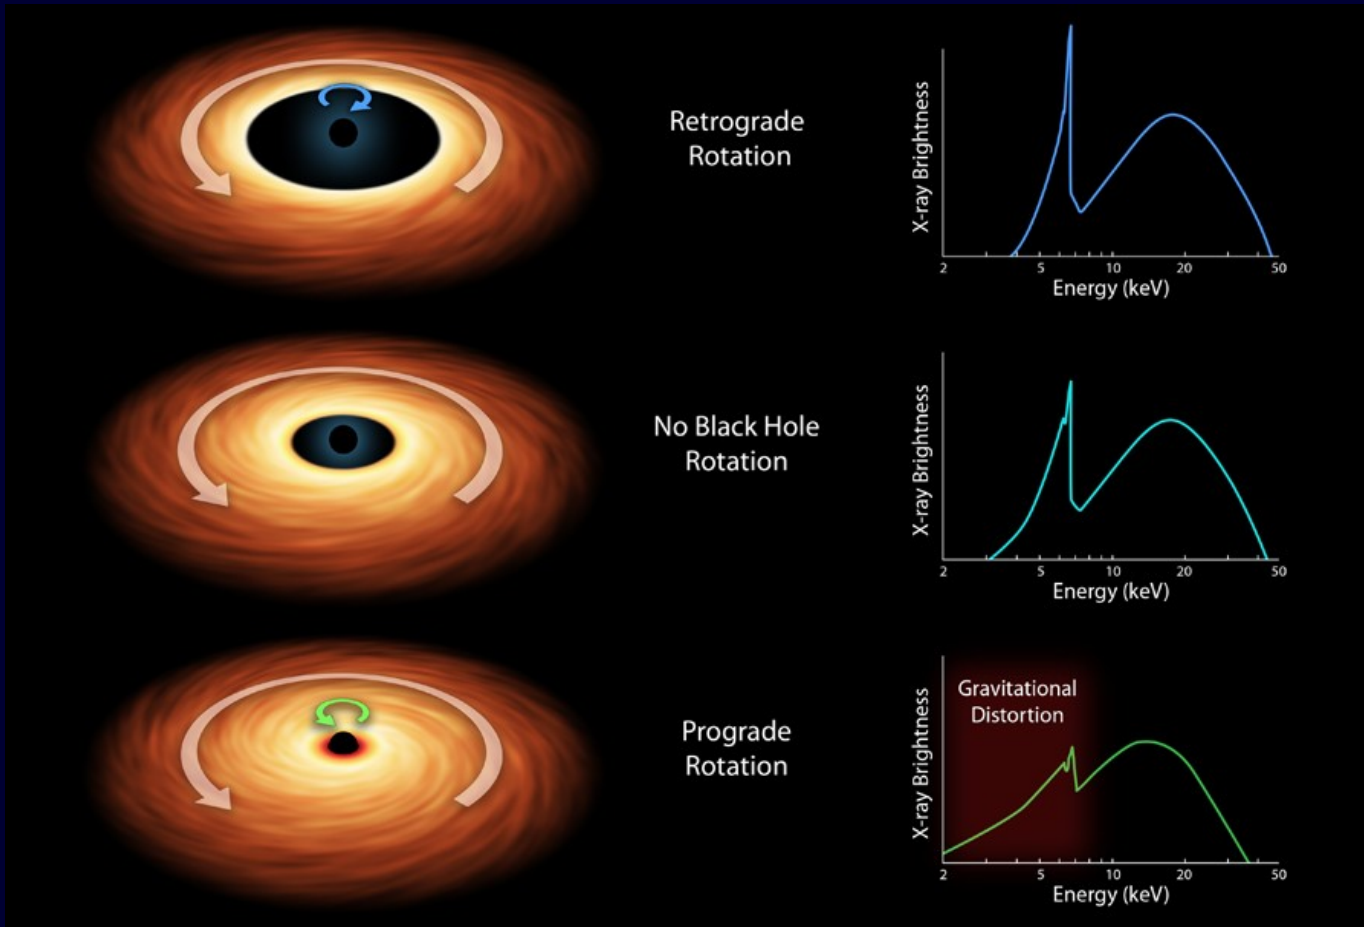 Retrograde
Rotation
X-ray Brightness
2 5 10 20 50
Energy (keV)
No Black Hole
Rotation
X-ray Brightness
2 5 10 20 50
Energy (keV)
Prograde
Rotation
Gravitational
Distortion
X-ray Brightness
2 5 10 20 50
Energy (keV)